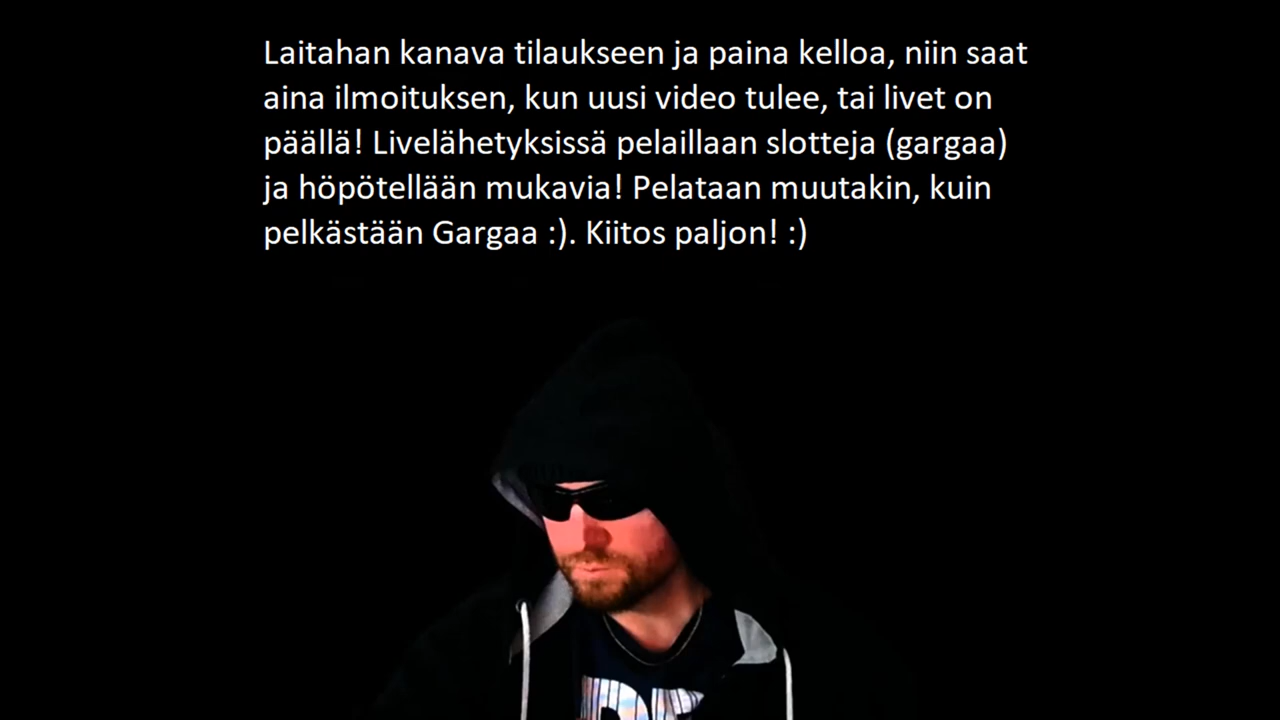 Laitahan kanava tilaukseen ja paina kelloa, niin saat
aina ilmoituksen, kun uusi video tulee, tai livet on
päällä! Livelähetyksissä pelaillaan slotteja (gargaa)
ja höpötellään mukavia! Pelataan muutakin, kuin
pelkästään Gargaa :). Kiitos paljon! :)